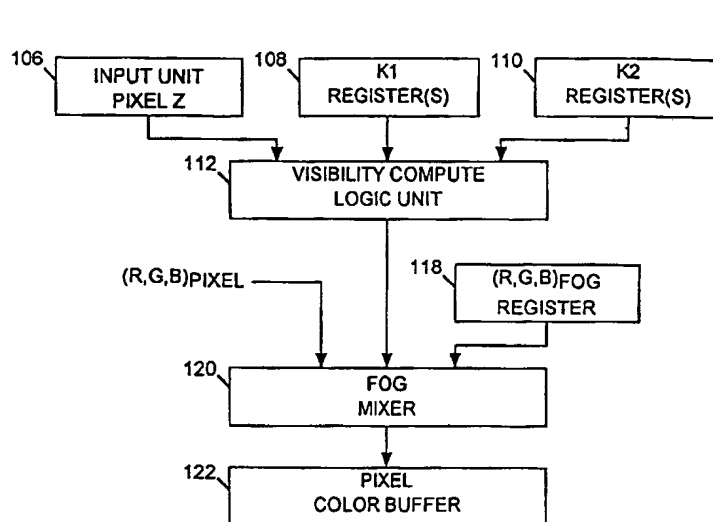 106
INPUT UNIT
PIXEL Z
108
K1
REGISTER(S)
110
K2
REGISTER(S)
112
VISIBILITY COMPUTE
LOGIC UNIT
(R,G,B)PIXEL
118
(R,G,B)FOG
REGISTER
120
FOG
MIXER
122
PIXEL
COLOR BUFFER